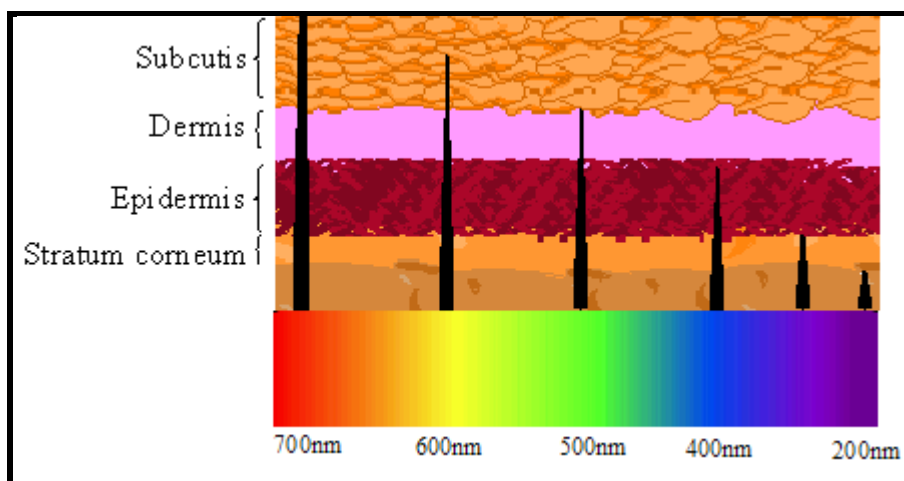 Subcutis
Dermis
Epidermis
Stratum corneum
700nm 600nm 500nm 400nm 200nm